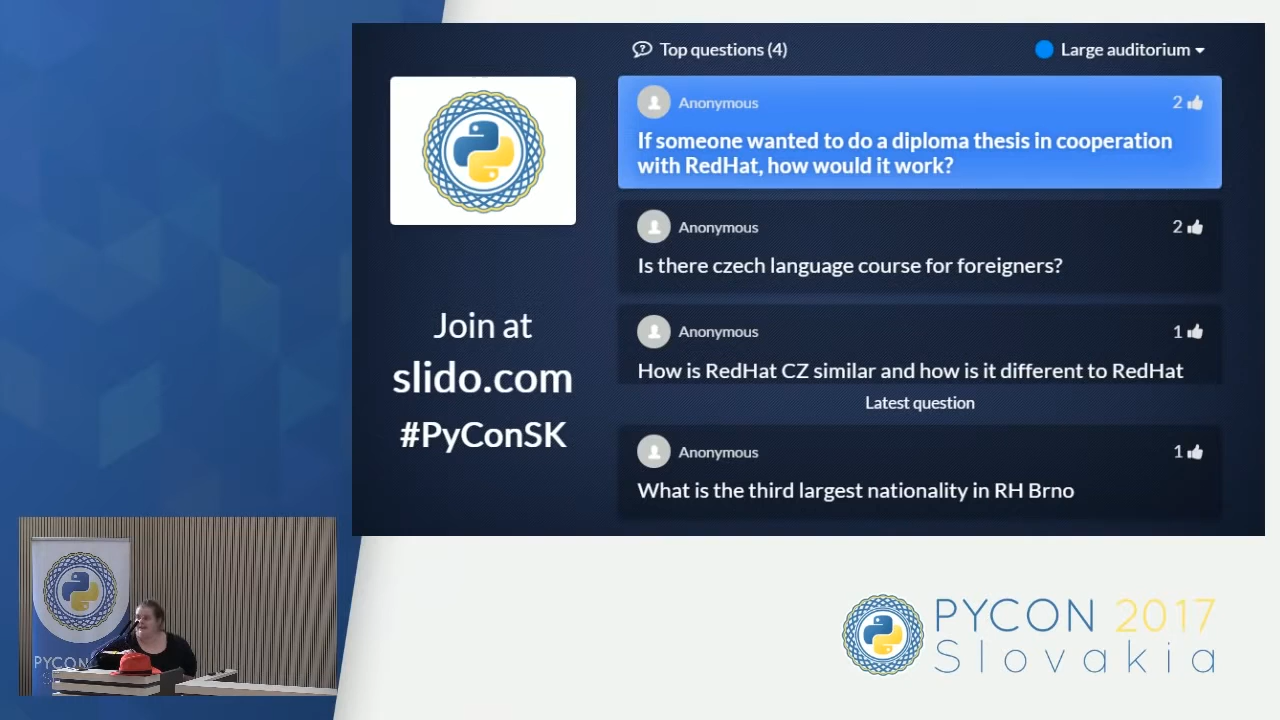 Top questions (4)
Large auditorium
Anonymous
2
If someone wanted to do a diploma thesis in cooperation
with RedHat, how would it work?
Anonymous
2
Is there czech language course for foreigners?
Anonymous
1
How is RedHat CZ similar and how is it different to RedHat
Latest question
Anonymous
1
What is the third largest nationality in RH Brno
Join at
slido.com
#PyConSK
PYCON
PYCON 2017
Slovakia